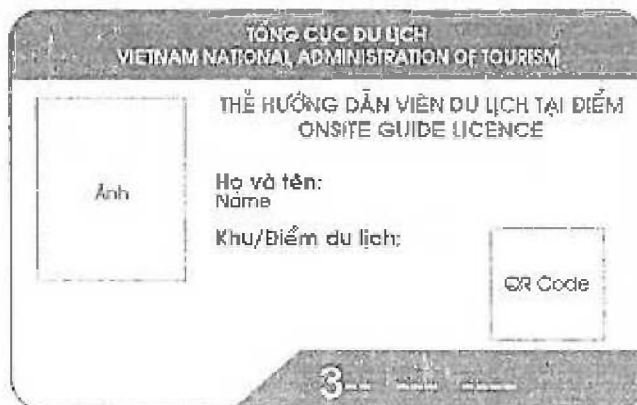 TỔNG CỤC DU LỊCH
VIETNAM NATIONAL ADMINISTRATION OF TOURISM
THẺ HƯỚNG DẪN VIÊN DU LỊCH TẠI ĐIỂM
ONSITE GUIDE LICENCE
Ảnh
Họ và tên:
Name
Khu/Điểm du lịch:
QR Code
3-- --- ----